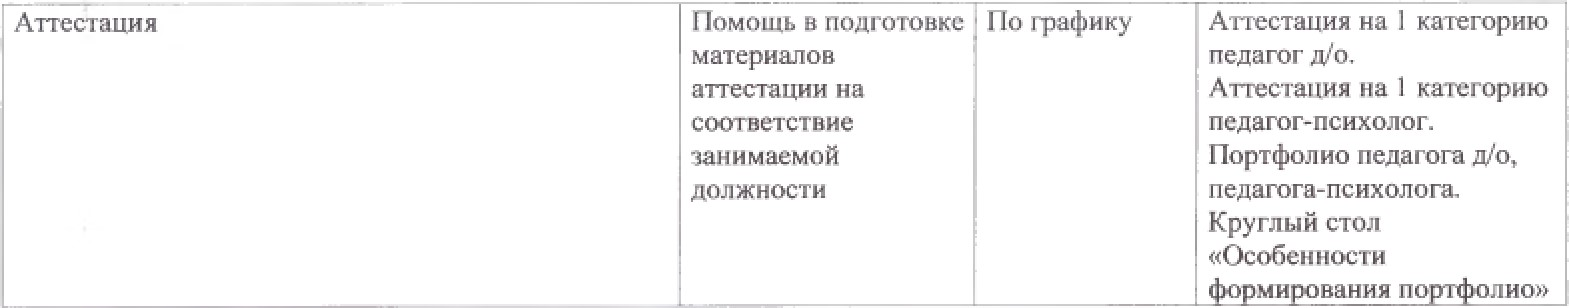 Аттестация
Помощь в подготовке
материалов
аттестации на
соответствие
занимаемой
должности
По графику
Аттестация на 1 категорию
педагог д/о.
Аттестация на 1 категорию
педагог-психолог.
Портфолио педагога д/о,
педагога-психолога.
Круглый стол
«Особенности
формирования портфолио»